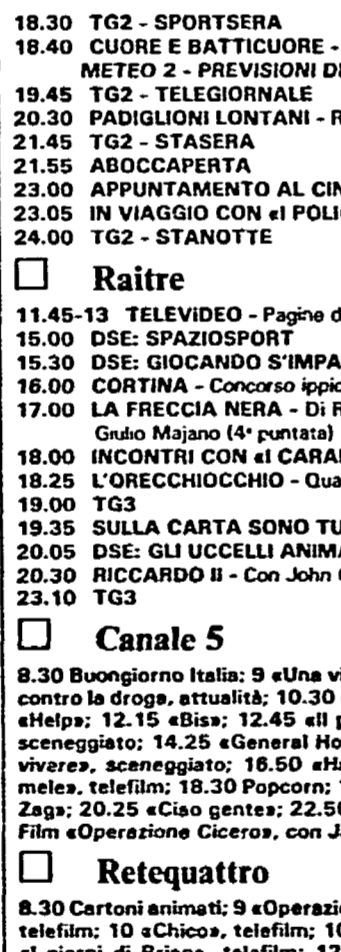 18.30 TG2 - SPORTSERA
18.40 CUORE E BATTICUORE -
METEO 2 - PREVISIONI DI
19.45 TG2 - TELEGIORNALE
20.30 PADIGLIONI LONTANI - R
21.45 TG2 - STASERA
21.55 ABOCCAPERTA
23.00 APPUNTAMENTO AL CIN
23.05 IN VIAGGIO CON «I POLI
24.00 TG2 - STANOTTE
Raitre
11.45-13 TELEVIDEO - Pagine d
15.00 DSE: SPAZIOSPORT
15.30 DSE: GIOCANDO S'IMPA
16.00 CORTINA - Concorso ippic
17.00 LA FRECCIA NERA - Di R
Giulio Majano (4ª puntata)
18.00 INCONTRI CON «I CARA
18.25 L'ORECCHIOCCHIO - Qua
19.00 TG3
19.35 SULLA CARTA SONO TU
20.05 DSE: GLI UCCELLI ANIMA
20.30 RICCARDO II - Con John
23.10 TG3
Canale 5
8.30 Buongiorno Italia; 9 «Una vi
contro la droga, attualità; 10.30
«Help»; 12.15 «Bis»; 12.45 «Il p
sceneggiato; 14.25 «General Ho
vivere», sceneggiato; 16.50 «Ha
mele», telefilm; 18.30 Popcorn;
Zag»; 20.25 «Ciao gente»; 22.50
Film «Operazione Cicero», con J
Retequattro
8.30 Cartoni animati; 9 «Operazio
telefilm; 10 «Chico», telefilm; 10